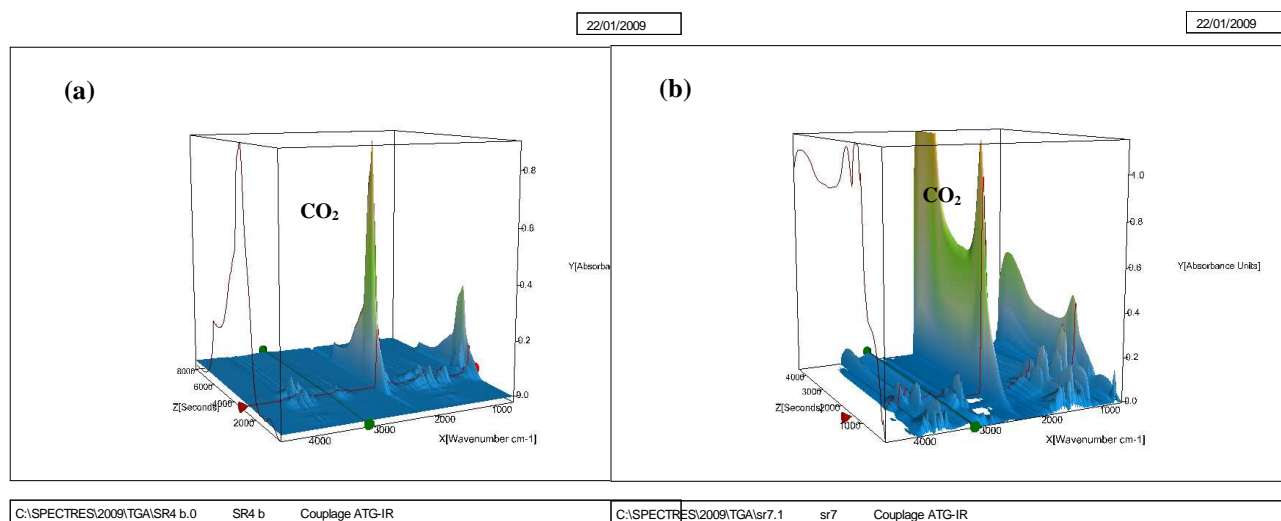 22/01/2009
22/01/2009
(a)
CO₂
0.8
0.6
0.4
0.2
0.0
Y[Absorba
8000
6000
4000
2000
Z[Seconds]
4000
3000
2000
1000
X[Wavenumber cm-1]
(b)
CO₂
1.0
0.8
0.6
0.4
0.2
0.0
Y[Absorbance Units]
4000
3000
2000
1000
Z[Seconds]
4000
3000
2000
1000
X[Wavenumber cm-1]
C:\SPECTRES\2009\TGA\SR4 b.0 SR4 b Couplage ATG-IR
C:\SPECTRES\2009\TGA\sr7.1 sr7 Couplage ATG-IR